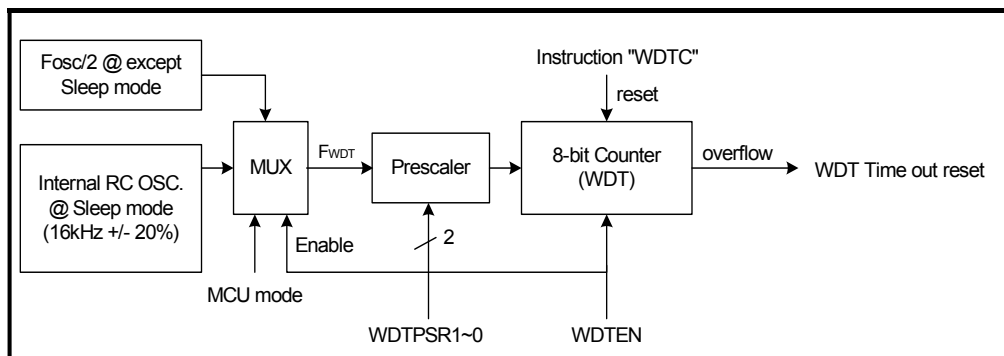 Fosc/2 @ except
Sleep mode
Instruction "WDTC"
reset
Internal RC OSC.
@ Sleep mode
(16kHz +/- 20%)
MUX
FWDT
Prescaler
8-bit Counter
(WDT)
overflow
WDT Time out reset
Enable
2
MCU mode
WDTPSR1~0
WDTEN